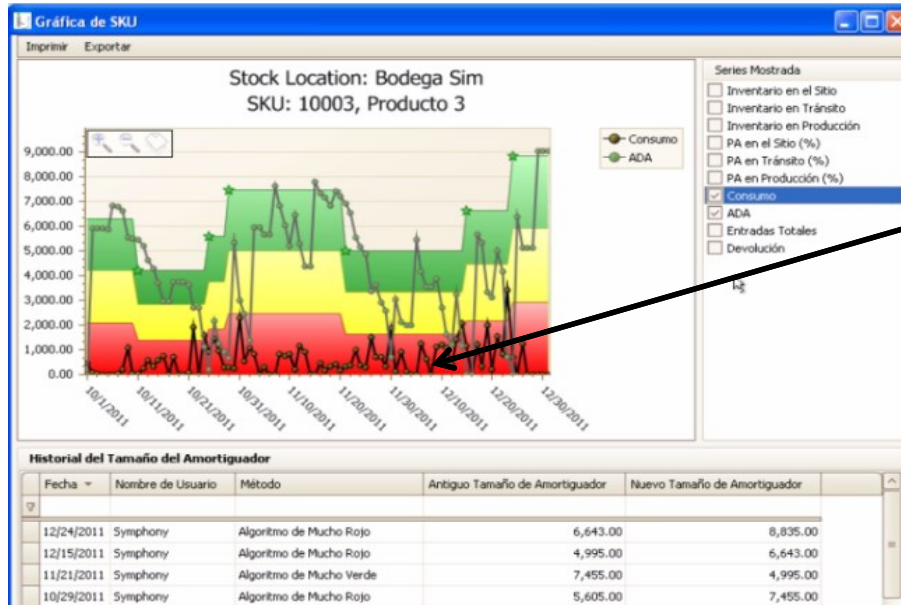 Gráfica de SKU
Imprimir Exportar
Stock Location: Bodega Sim
SKU: 10003, Producto 3
9,000.00
8,000.00
7,000.00
6,000.00
5,000.00
4,000.00
3,000.00
2,000.00
1,000.00
0.00
10/1/2011
10/11/2011
10/21/2011
10/31/2011
11/10/2011
11/20/2011
11/30/2011
12/10/2011
12/20/2011
12/30/2011
Consumo
ADA
Series Mostrada
Inventario en el Sitio
Inventario en Tránsito
Inventario en Producción
PA en el Sitio (%)
PA en Tránsito (%)
PA en Producción (%)
Consumo
ADA
Entradas Totales
Devolución
Historial del Tamaño del Amortiguador
Fecha Nombre de Usuario Método Antiguo Tamaño de Amortiguador Nuevo Tamaño de Amortiguador
12/24/2011 Symphony Algoritmo de Mucho Rojo 6,643.00 8,835.00
12/15/2011 Symphony Algoritmo de Mucho Rojo 4,995.00 6,643.00
11/21/2011 Symphony Algoritmo de Mucho Verde 7,455.00 4,995.00
10/29/2011 Symphony Algoritmo de Mucho Rojo 5,605.00 7,455.00